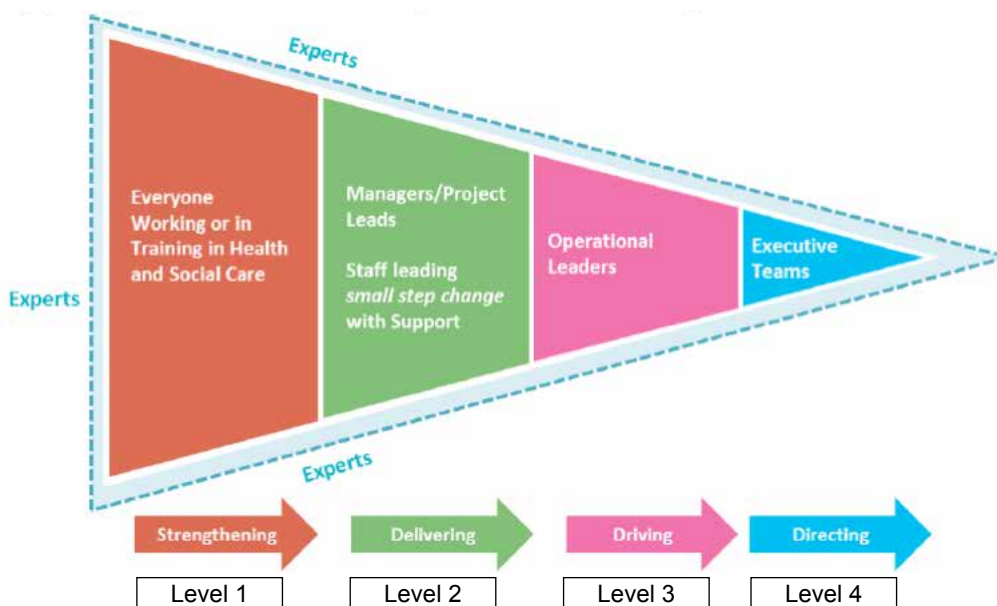 Experts
Experts
Everyone
Working or in
Training in Health
and Social Care
Managers/Project
Leads
Staff leading
small step change
with Support
Operational
Leaders
Executive
Teams
Experts
Strengthening
Delivering
Driving
Directing
Level 1
Level 2
Level 3
Level 4